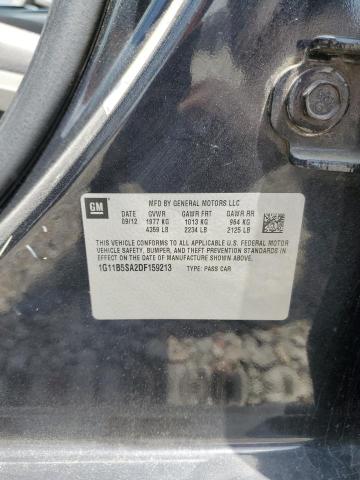 GM
MFD BY GENERAL MOTORS LLC
DATE GVWR GAWR FRT GAWR RR
09/12 1977 KG 1013 KG 964 KG
4359 LB 2234 LB 2125 LB
THIS VEHICLE CONFORMS TO ALL APPLICABLE U.S. FEDERAL MOTOR
VEHICLE SAFETY, BUMPER, AND THEFT PREVENTION STANDARDS IN
EFFECT ON THE DATE OF MANUFACTURE SHOWN ABOVE.
1G11B5SA2DF159213 TYPE: PASS CAR